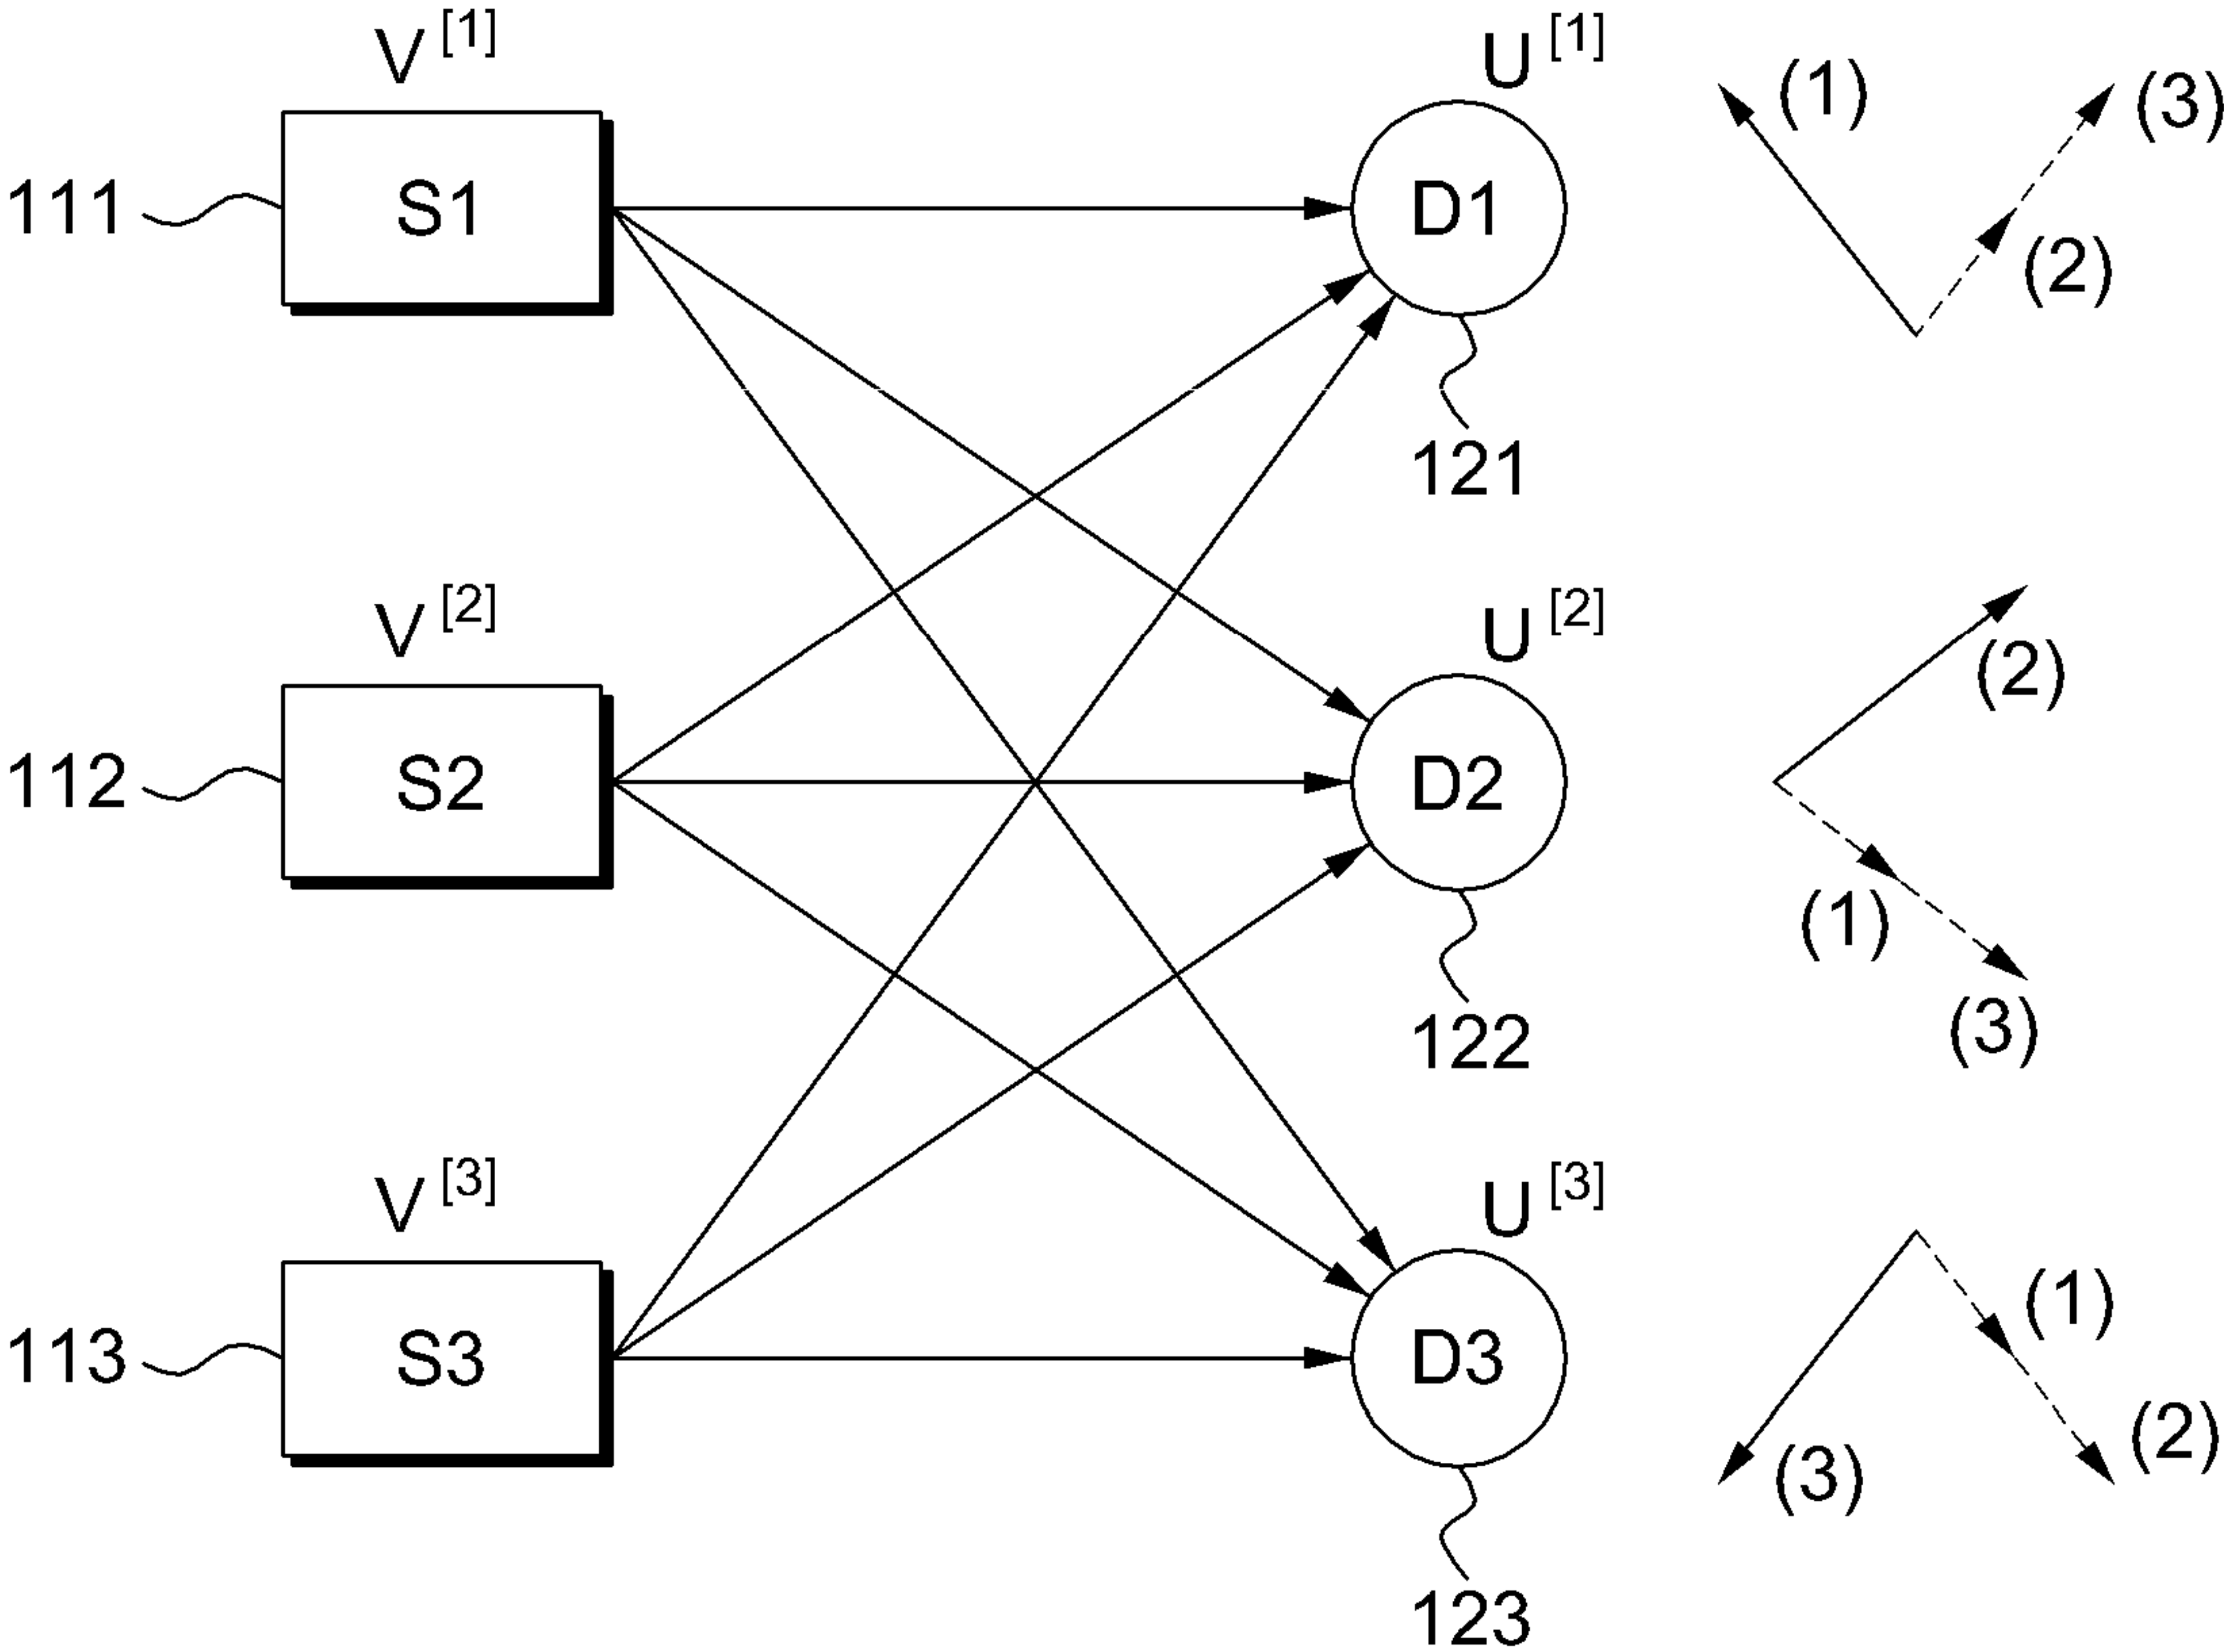 V [1]
U [1]
(1)
(3)
111
S1
D1
(2)
121
V [2]
U [2]
(2)
112
S2
D2
(1)
(3)
122
V [3]
U [3]
(1)
113
S3
D3
(2)
(3)
123